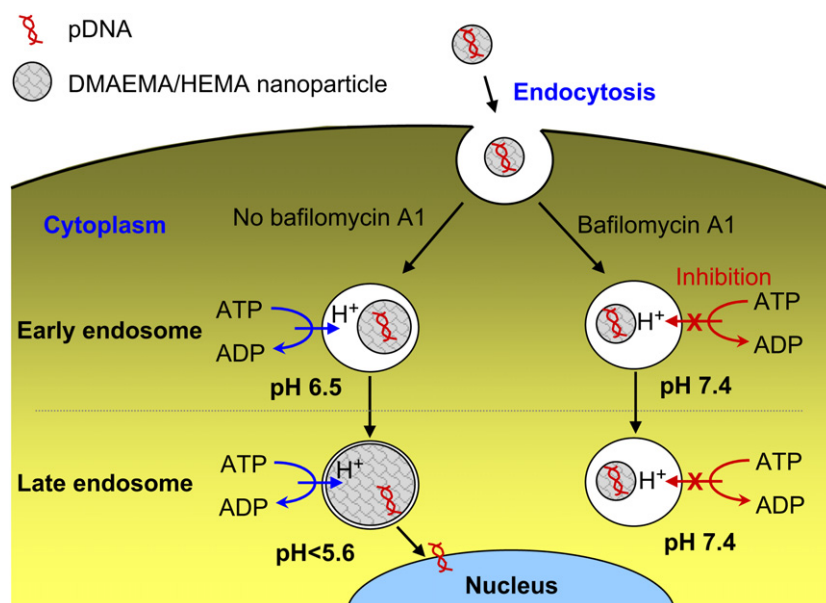 pDNA
DMAEMA/HEMA nanoparticle
Endocytosis
Cytoplasm
No bafilomycin A1
Bafilomycin A1
Inhibition
Early endosome
ATP
ADP
H⁺
pH 6.5
H⁺
ATP
ADP
pH 7.4
Late endosome
ATP
ADP
H⁺
pH<5.6
H⁺
ATP
ADP
pH 7.4
Nucleus